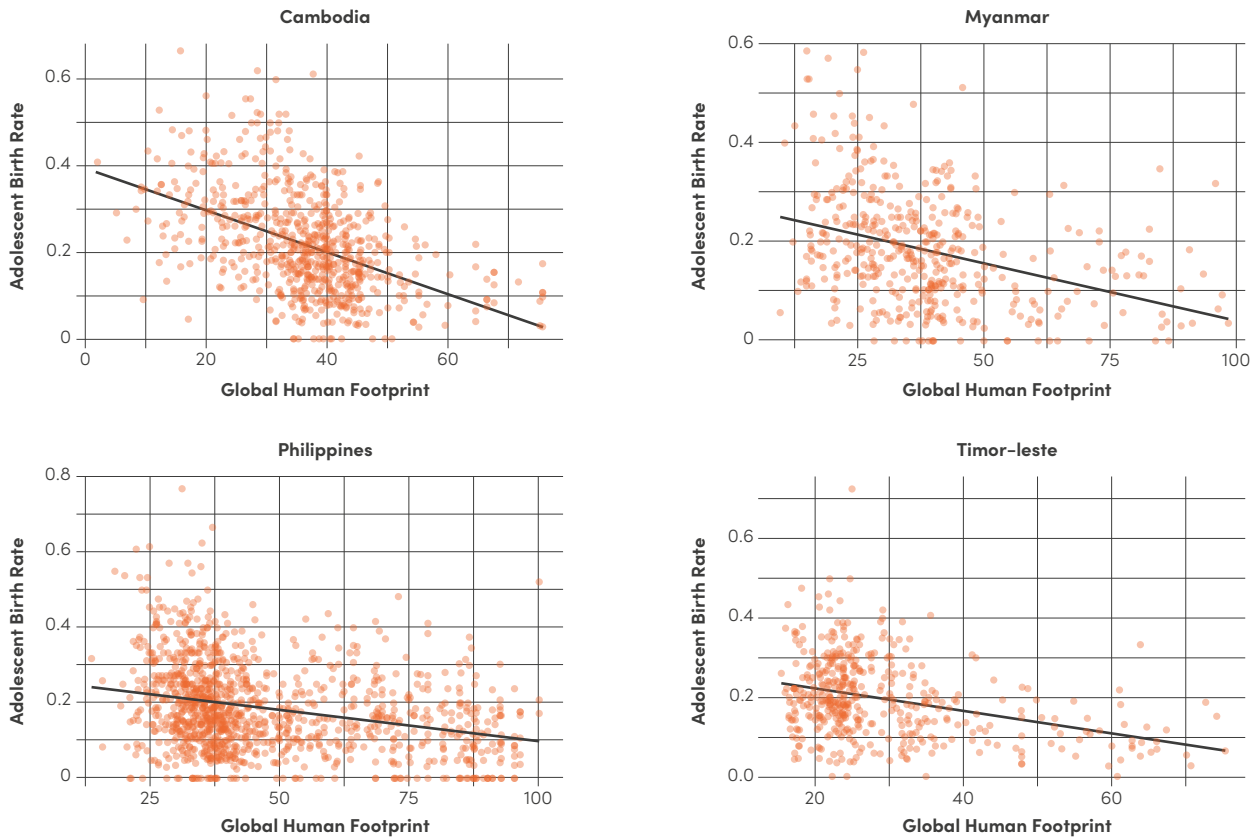 Cambodia
Adolescent Birth Rate
0.6
0.4
0.2
0
0 20 40 60
Global Human Footprint
Myanmar
Adolescent Birth Rate
0.6
0.4
0.2
0
25 50 75 100
Global Human Footprint
Philippines
Adolescent Birth Rate
0.8
0.6
0.4
0.2
0
25 50 75 100
Global Human Footprint
Timor-leste
Adolescent Birth Rate
0.6
0.4
0.2
0.0
20 40 60
Global Human Footprint